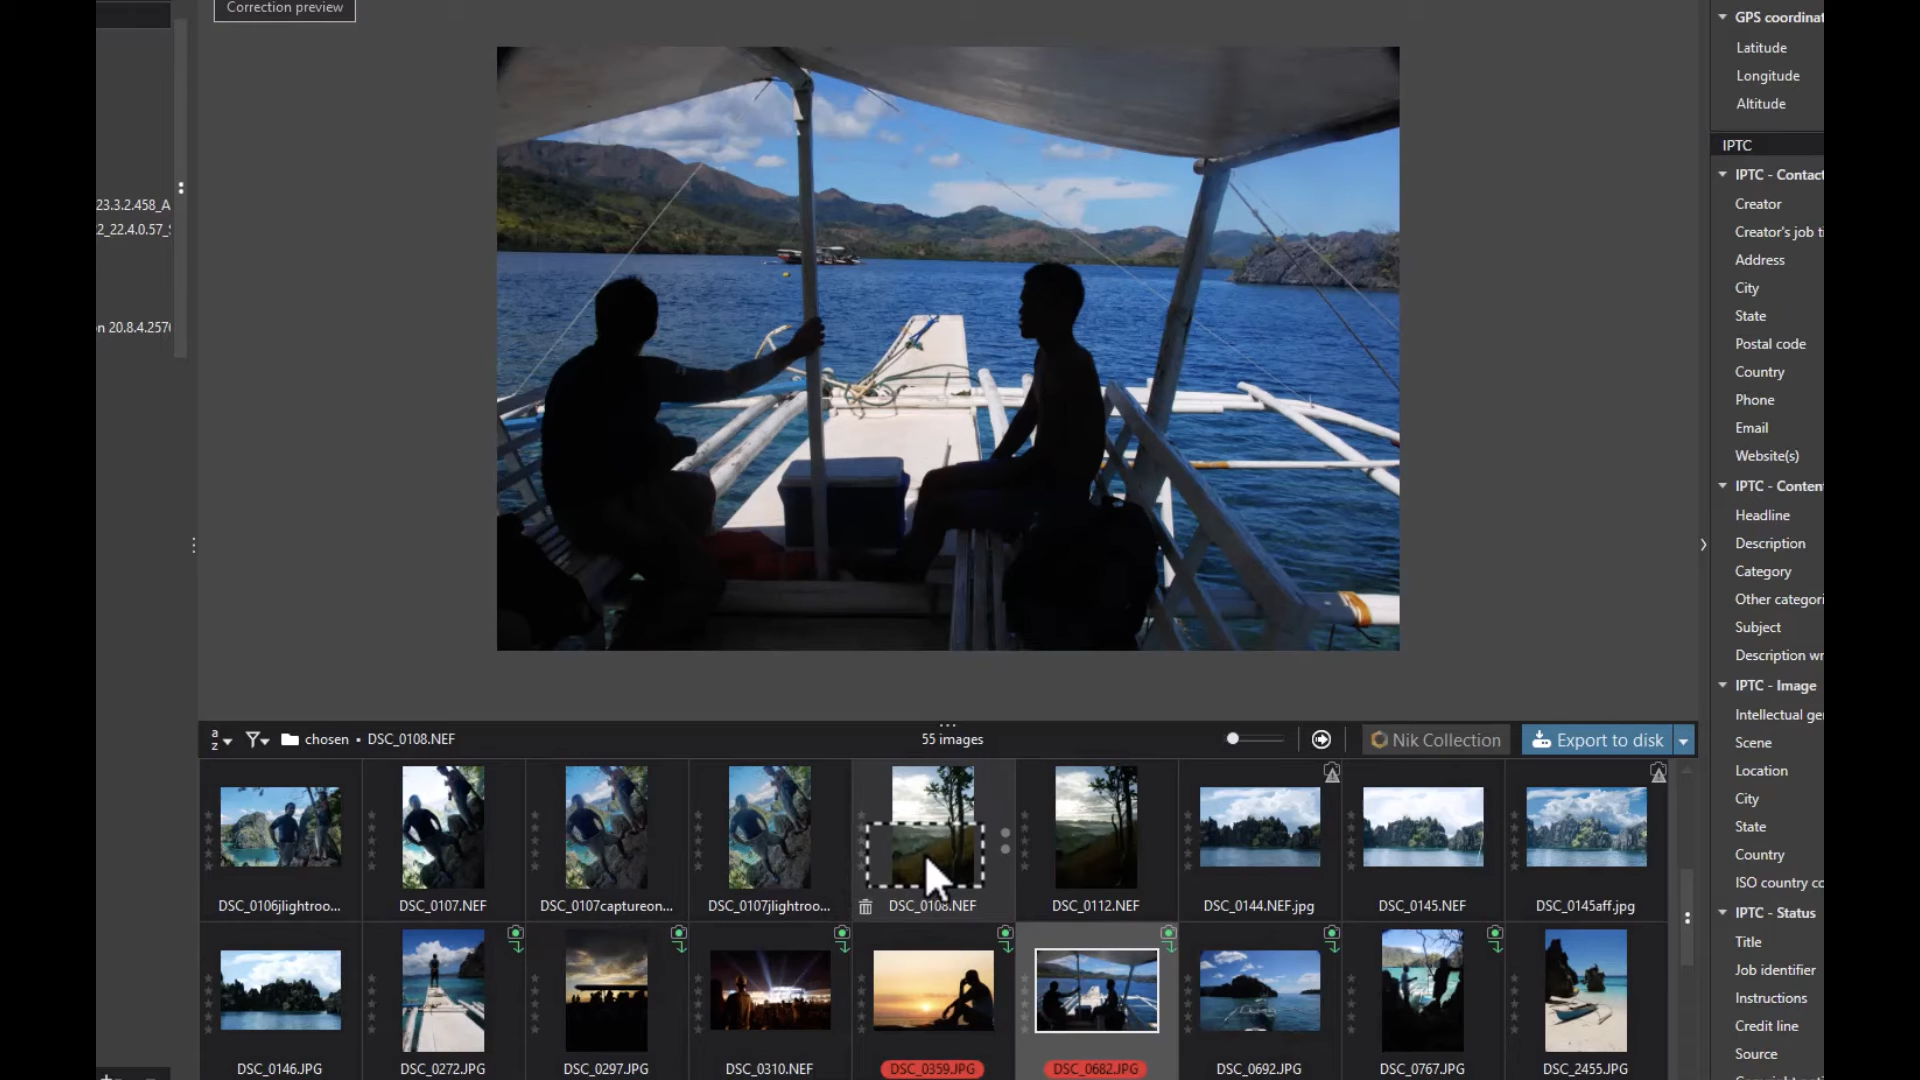 Correction preview
GPS coordinat
Latitude
Longitude
Altitude
IPTC
IPTC - Contact
Creator
Creator's job ti
Address
City
State
Postal code
Country
Phone
Email
Website(s)
IPTC - Conten
Headline
Description
Category
Other categori
Subject
Description wr
IPTC - Image
Intellectual ge
Scene
Location
City
State
Country
ISO country co
IPTC - Status
Title
Job identifier
Instructions
Credit line
Source
23.3.2.458_A
2_22.4.0.57_
n 20.8.4.257
a z chosen • DSC_0108.NEF 55 images Nik Collection Export to disk
DSC_0106jlightroo... DSC_0107.NEF DSC_0107captureon... DSC_0107jlightroo... DSC_0108.NEF DSC_0112.NEF DSC_0144.NEF.jpg DSC_0145.NEF DSC_0145aff.jpg
DSC_0146.JPG DSC_0272.JPG DSC_0297.JPG DSC_0310.NEF DSC_0359.JPG DSC_0682.JPG DSC_0692.JPG DSC_0767.JPG DSC_2455.JPG